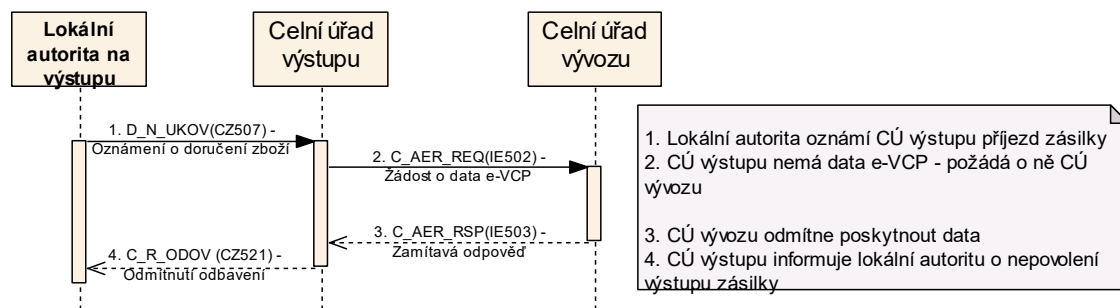 Lokální
autorita na
výstupu
Celní úřad
výstupu
Celní úřad
vývozu
1. D_N_UKOV(CZ507) -
Oznámení o doručení zboží
2. C_AER_REQ(IE502) -
Žádost o data e-VCP
3. C_AER_RSP(IE503) -
Zamítavá odpověď
4. C_R_ODOV (CZ521) -
Odmítnutí odbavení
1. Lokální autorita oznámí CÚ výstupu příjezd zásilky
2. CÚ výstupu nemá data e-VCP - požádá o ně CÚ
vývozu
3. CÚ vývozu odmítne poskytnout data
4. CÚ výstupu informuje lokální autoritu o nepovolení
výstupu zásilky